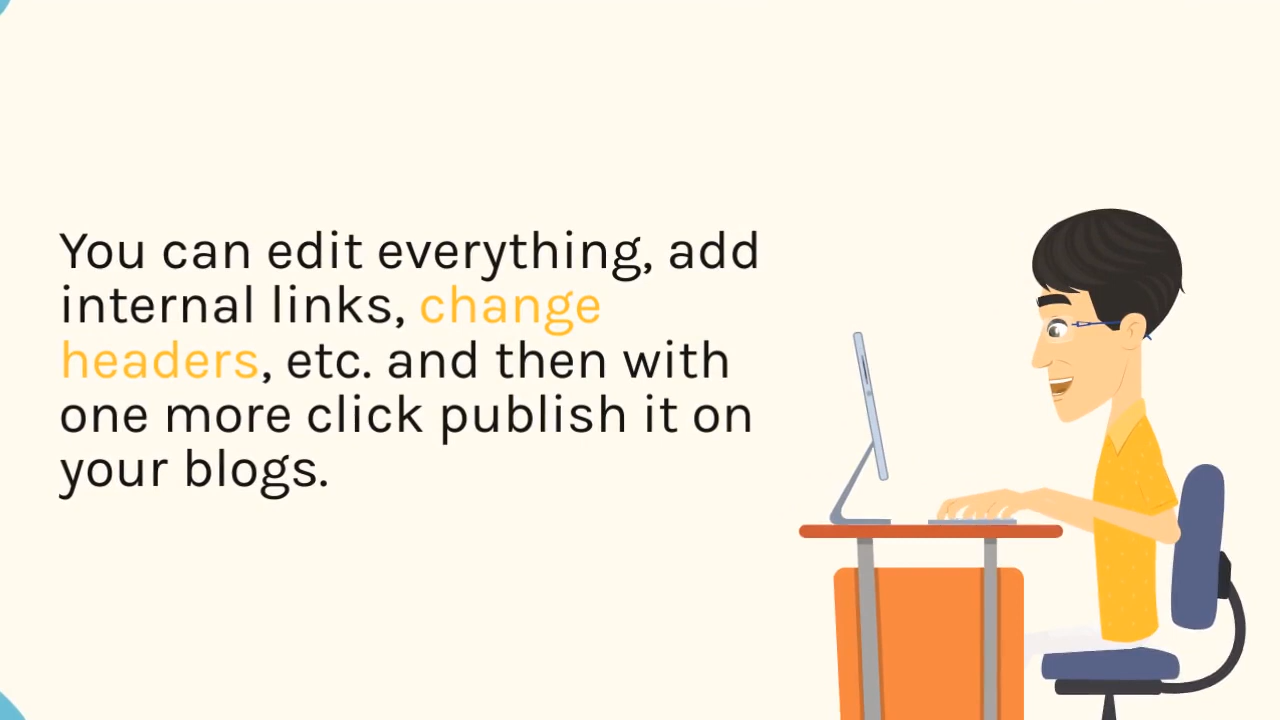 You can edit everything, add
internal links, change
headers, etc. and then with
one more click publish it on
your blogs.